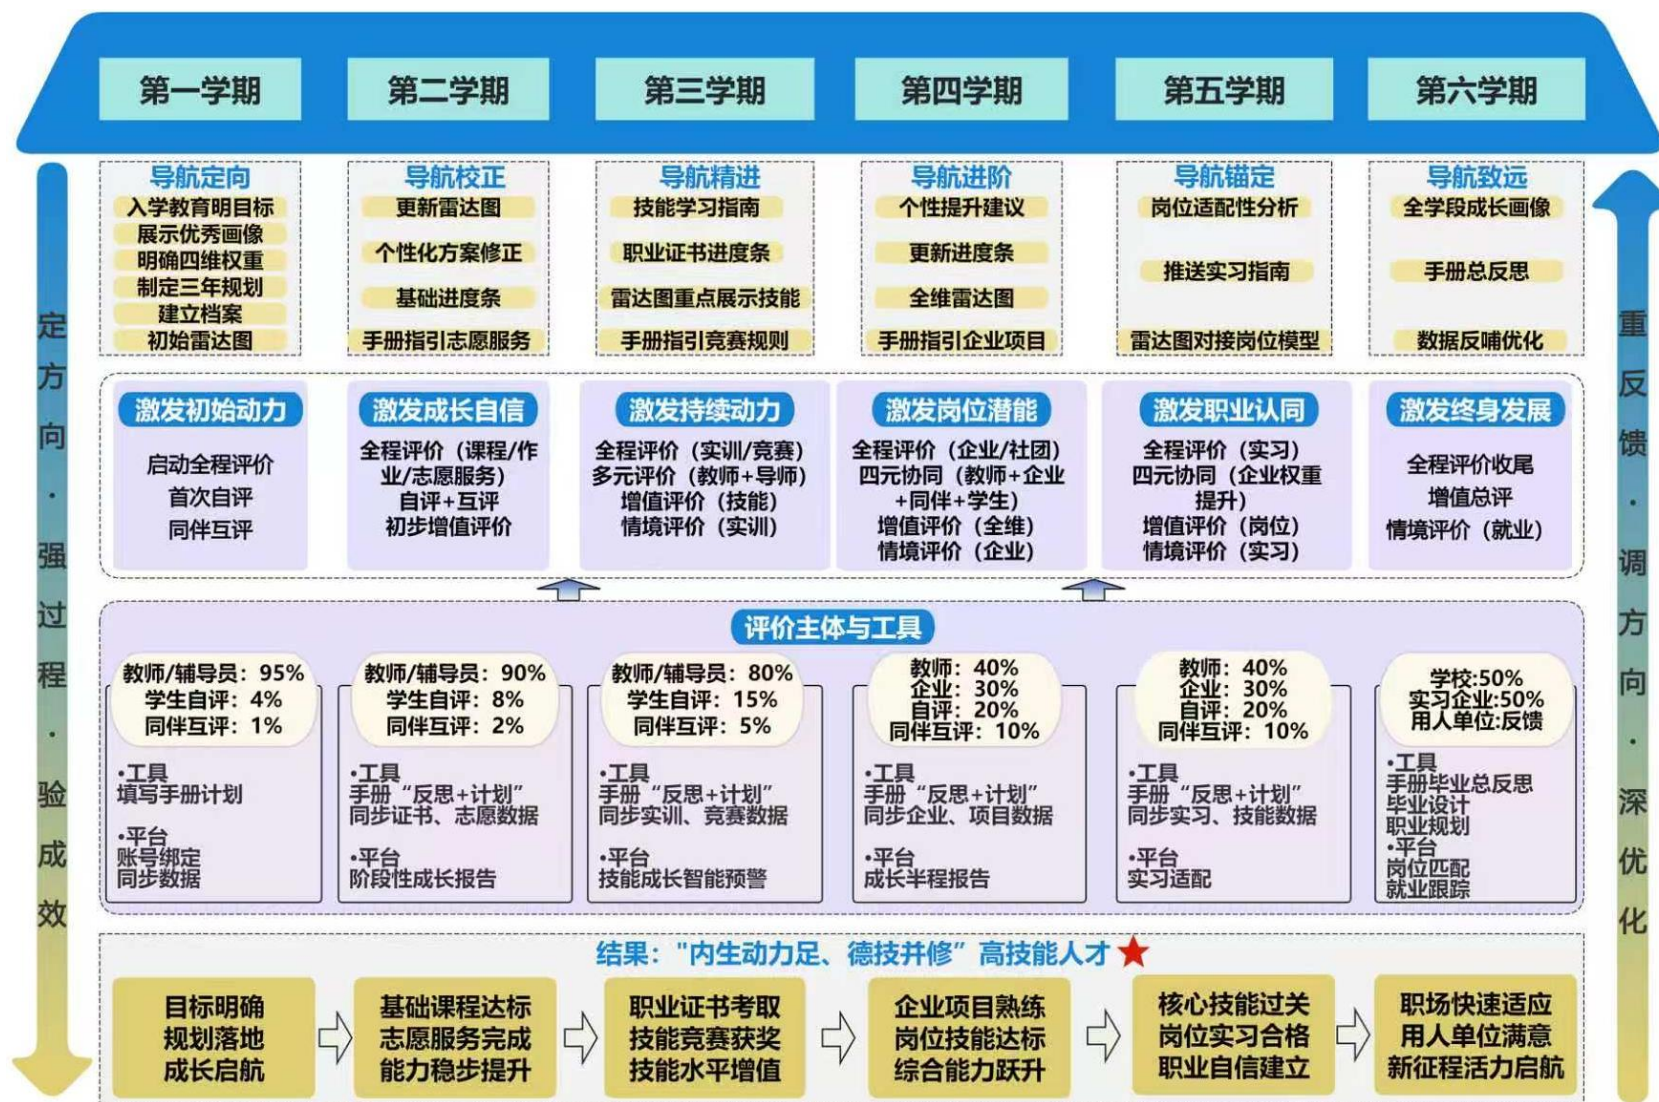 第一学期
第二学期
第三学期
第四学期
第五学期
第六学期
定方向·强过程·验成效
导航定向
入学教育明目标
展示优秀画像
明确四维权重
制定三年规划
建立档案
初始雷达图
导航校正
更新雷达图
个性化方案修正
基础进度条
手册指引志愿服务
导航精进
技能学习指南
职业证书进度条
雷达图重点展示技能
手册指引竞赛规则
导航进阶
个性提升建议
更新进度条
全维雷达图
手册指引企业项目
导航锚定
岗位适配性分析
推送实习指南
雷达图对接岗位模型
导航致远
全学段成长画像
手册总反思
数据反哺优化
重反馈·调方向·深优化
激发初始动力
启动全程评价
首次自评
同伴互评
激发成长自信
全程评价（课程/作
业/志愿服务）
自评+互评
初步增值评价
激发持续动力
全程评价（实训/竞赛）
多元评价（教师+导师）
增值评价（技能）
情境评价（实训）
激发岗位潜能
全程评价（企业/社团）
四元协同（教师+企业
+同伴+学生）
增值评价（全维）
情境评价（企业）
激发职业认同
全程评价（实习）
四元协同（企业权重
提升）
增值评价（岗位）
情境评价（实习）
激发终身发展
全程评价收尾
增值总评
情境评价（就业）
评价主体与工具
教师/辅导员：95%
学生自评：4%
同伴互评：1%
•工具
填写手册计划
•平台
账号绑定
同步数据
教师/辅导员：90%
学生自评：8%
同伴互评：2%
•工具
手册“反思+计划”
同步证书、志愿数据
•平台
阶段性成长报告
教师/辅导员：80%
学生自评：15%
同伴互评：5%
•工具
手册“反思+计划”
同步实训、竞赛数据
•平台
技能成长智能预警
教师：40%
企业：30%
自评：20%
同伴互评：10%
•工具
手册“反思+计划”
同步企业、项目数据
•平台
成长半程报告
教师：40%
企业：30%
自评：20%
同伴互评：10%
•工具
手册“反思+计划”
同步实习、技能数据
•平台
实习适配
学校:50%
实习企业:50%
用人单位:反馈
•工具
手册毕业总反思
毕业设计
职业规划
•平台
岗位匹配
就业跟踪
结果："内生动力足、德技并修”高技能人才
目标明确
规划落地
成长启航
基础课程达标
志愿服务完成
能力稳步提升
职业证书考取
技能竞赛获奖
技能水平增值
企业项目熟练
岗位技能达标
综合能力跃升
核心技能过关
岗位实习合格
职业自信建立
职场快速适应
用人单位满意
新征程活力启航